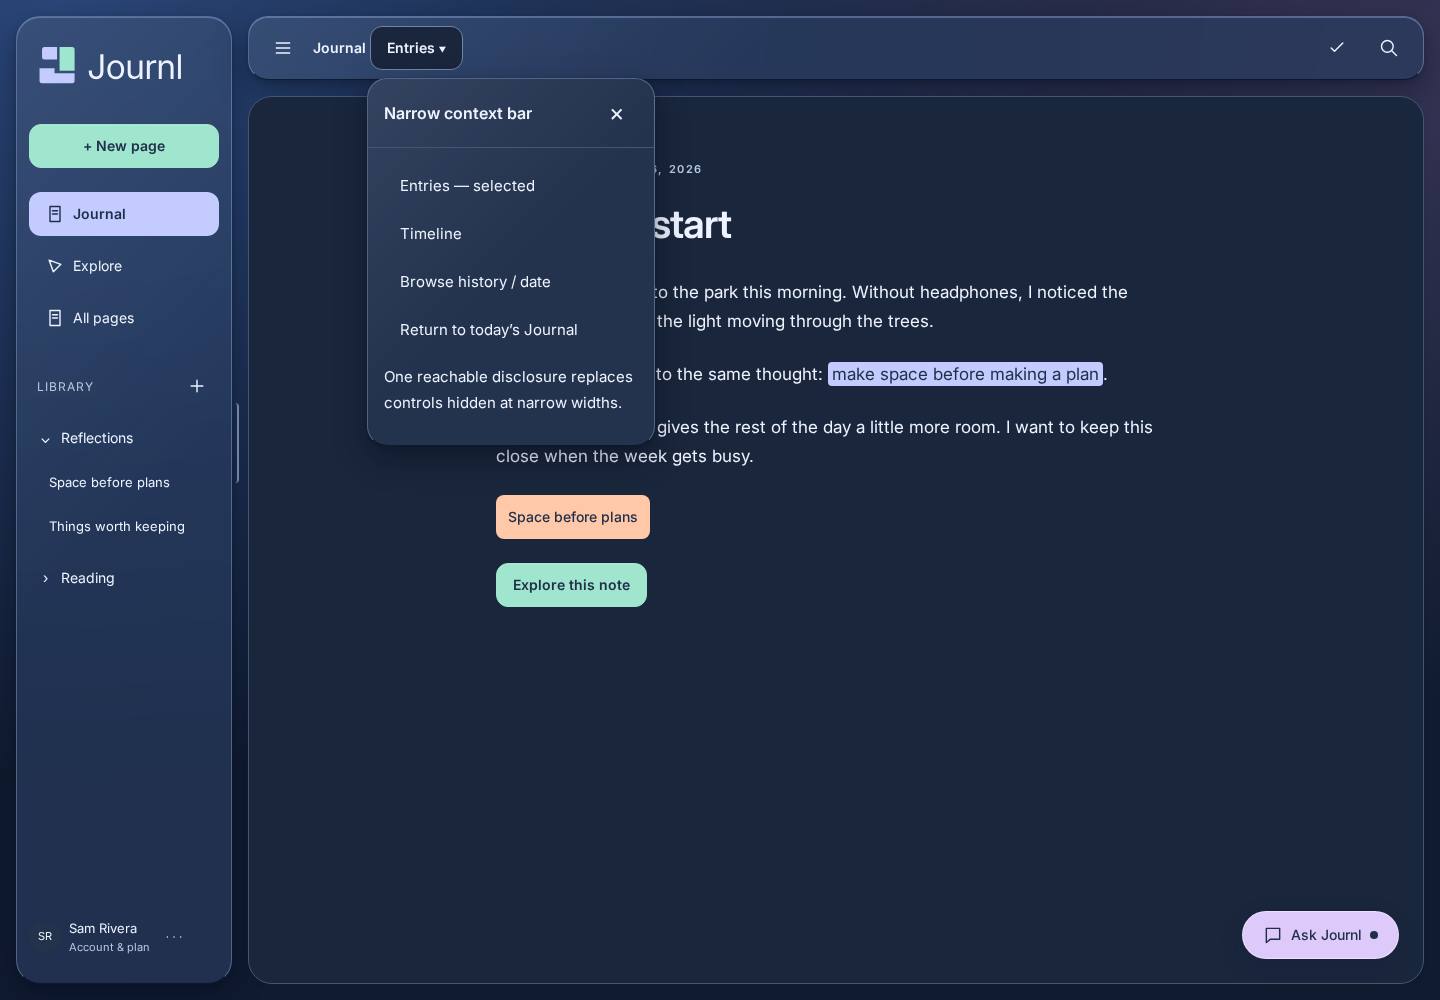 Journl
+ New page
Journal
Explore
All pages
LIBRARY
Reflections
Space before plans
Things worth keeping
Reading
SR
Sam Rivera
Account & plan
...
Journal
Entries ▾
Narrow context bar
Entries — selected
Timeline
Browse history / date
Return to today’s Journal
One reachable disclosure replaces
controls hidden at narrow widths.
, 2026
start
to the park this morning. Without headphones, I noticed the
the light moving through the trees.
to the same thought: make space before making a plan.
gives the rest of the day a little more room. I want to keep this
close when the week gets busy.
Space before plans
Explore this note
Ask Journl